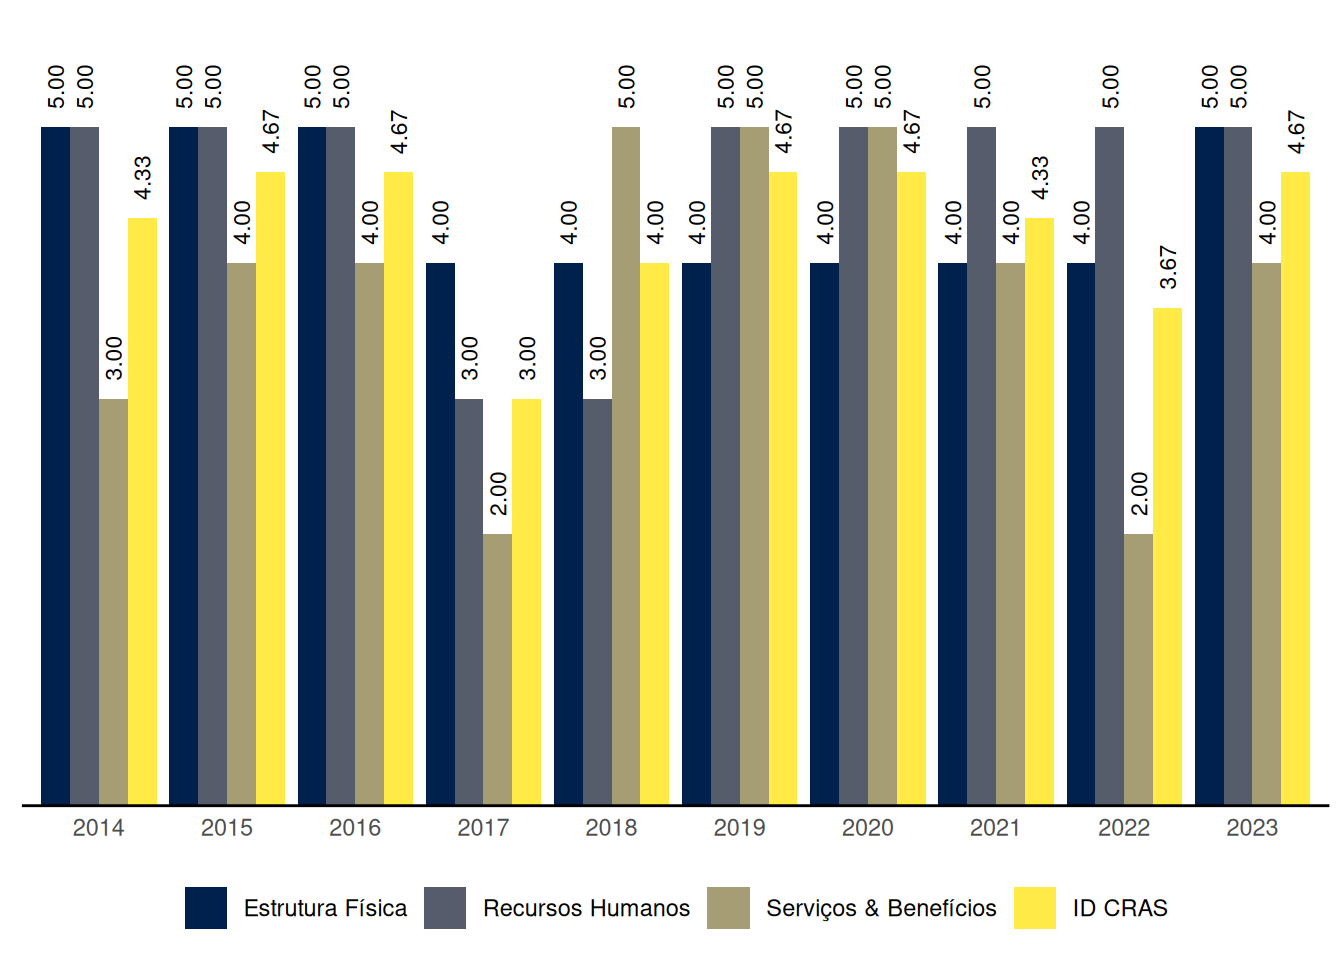 5.00 5.00 3.00 4.33
5.00 5.00 4.00 4.67
5.00 5.00 4.00 4.67
4.00 3.00 2.00 3.00
4.00 3.00 5.00 4.00
4.00 5.00 5.00 4.67
4.00 5.00 5.00 4.67
4.00 5.00 4.00 4.33
4.00 5.00 2.00 3.67
5.00 5.00 4.00 4.67
2014 2015 2016 2017 2018 2019 2020 2021 2022 2023
Estrutura Física Recursos Humanos Serviços & Benefícios ID CRAS